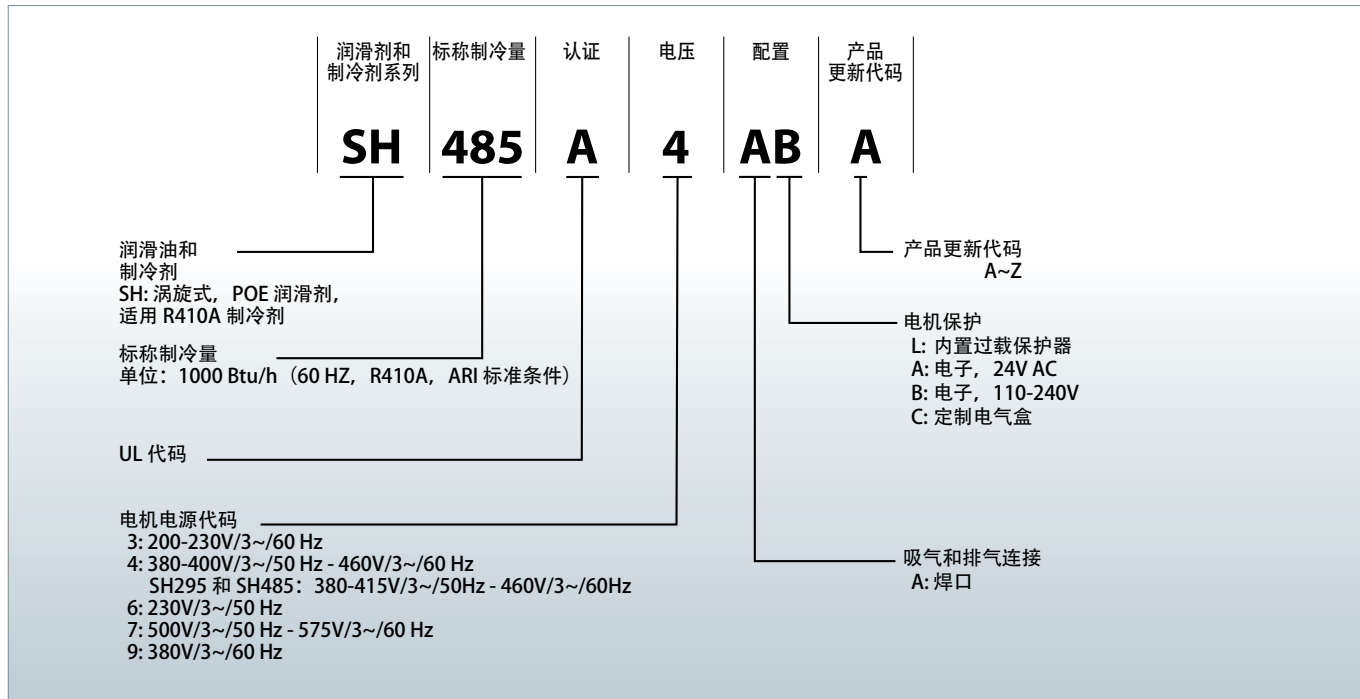 润滑剂和
制冷剂系列
标称制冷量
认证
电压
配置
产品
更新代码
SH 485 A 4 AB A
润滑油和
制冷剂
SH: 涡旋式，POE 润滑剂，
适用 R410A 制冷剂
标称制冷量
单位：1000 Btu/h（60 HZ，R410A，ARI 标准条件）
UL 代码
电机电源代码
3: 200-230V/3~/60 Hz
4: 380-400V/3~/50 Hz - 460V/3~/60 Hz
SH295 和 SH485：380-415V/3~/50Hz - 460V/3~/60Hz
6: 230V/3~/50 Hz
7: 500V/3~/50 Hz - 575V/3~/60 Hz
9: 380V/3~/60 Hz
产品更新代码
A~Z
电机保护
L: 内置过载保护器
A: 电子，24V AC
B: 电子，110-240V
C: 定制电气盒
吸气和排气连接
A: 焊口